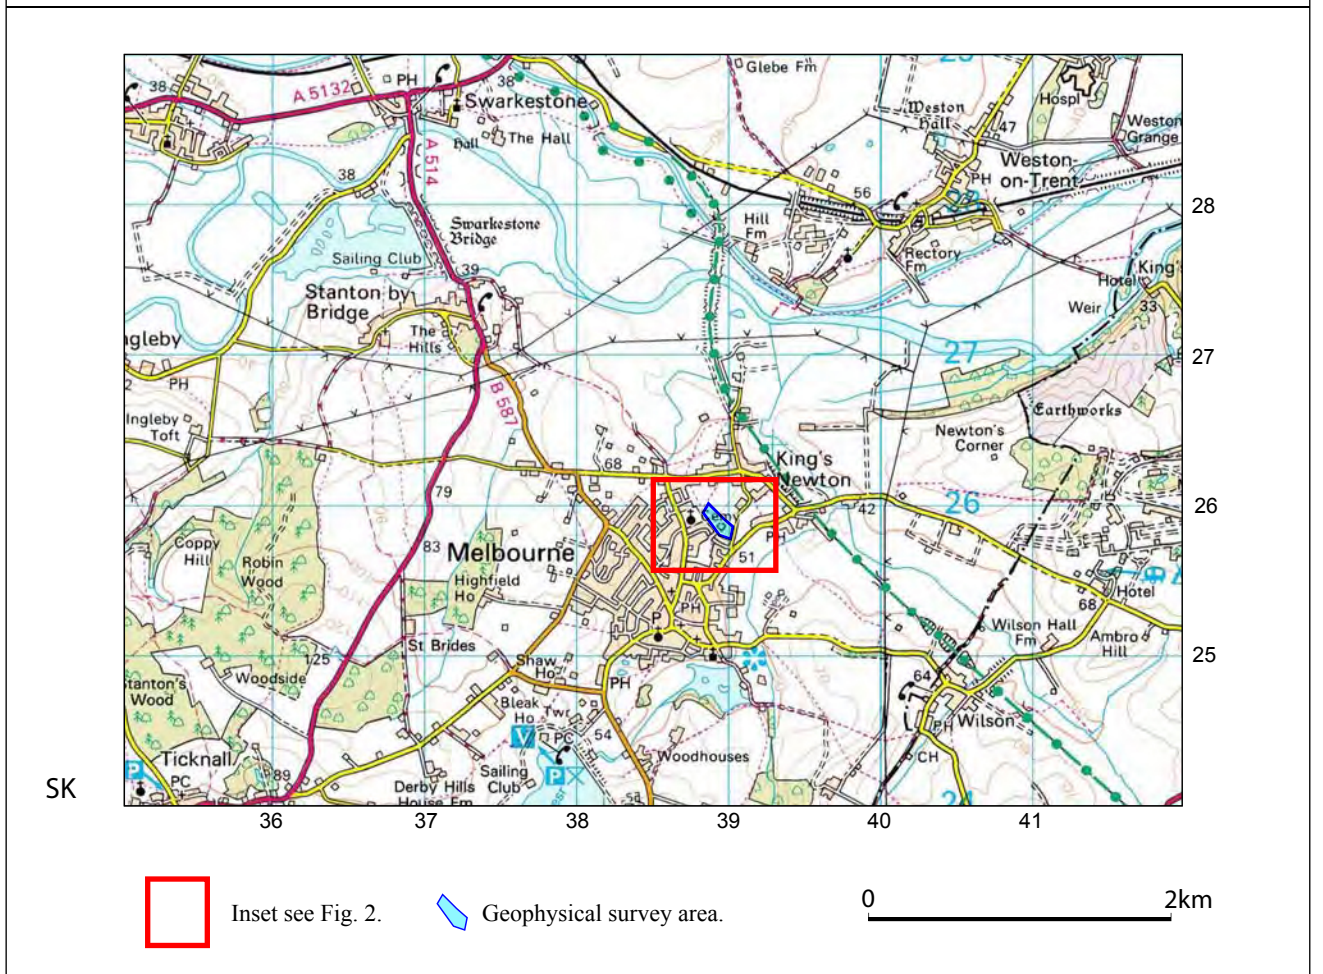 Glebe Fm
38
PH
38
A 5132
Swarkestone
Hospl
Weston
Hall
47
Weston
Grange
Hall
The Hall
Weston-
on-Trent
PH
38
A 514
56
28
Swarkestone
Bridge
Hill
Fm
Sailing Club
39
Rectory
Fm
Hotel
King's
Stanton by
Bridge
Weir
33
The
Hills
ngleby
27
27
2
PH
B 587
Earthworks
Ingleby
Toft
Newton's
Corner
68
King's
Newton
79
26
26
42
Coppy
Hill
Robin
Wood
83
Melbourne
PH
51
Highfield
Ho
Hotel
68
PH
P
Wilson Hall
Fm
Ambro
Hill
St Brides
125
25
Woodside
Shaw
Ho
PH
64
tanton's
Wood
Bleak
Ho
Twr
PC
54
PH
Wilson
V
Woodhouses
CH
Ticknall
P
PC
89
Sailing
Club
P
Derby Hills
House Fm
53
24
SK
36
37
38
39
40
41
Inset see Fig. 2.
Geophysical survey area.
0
2km